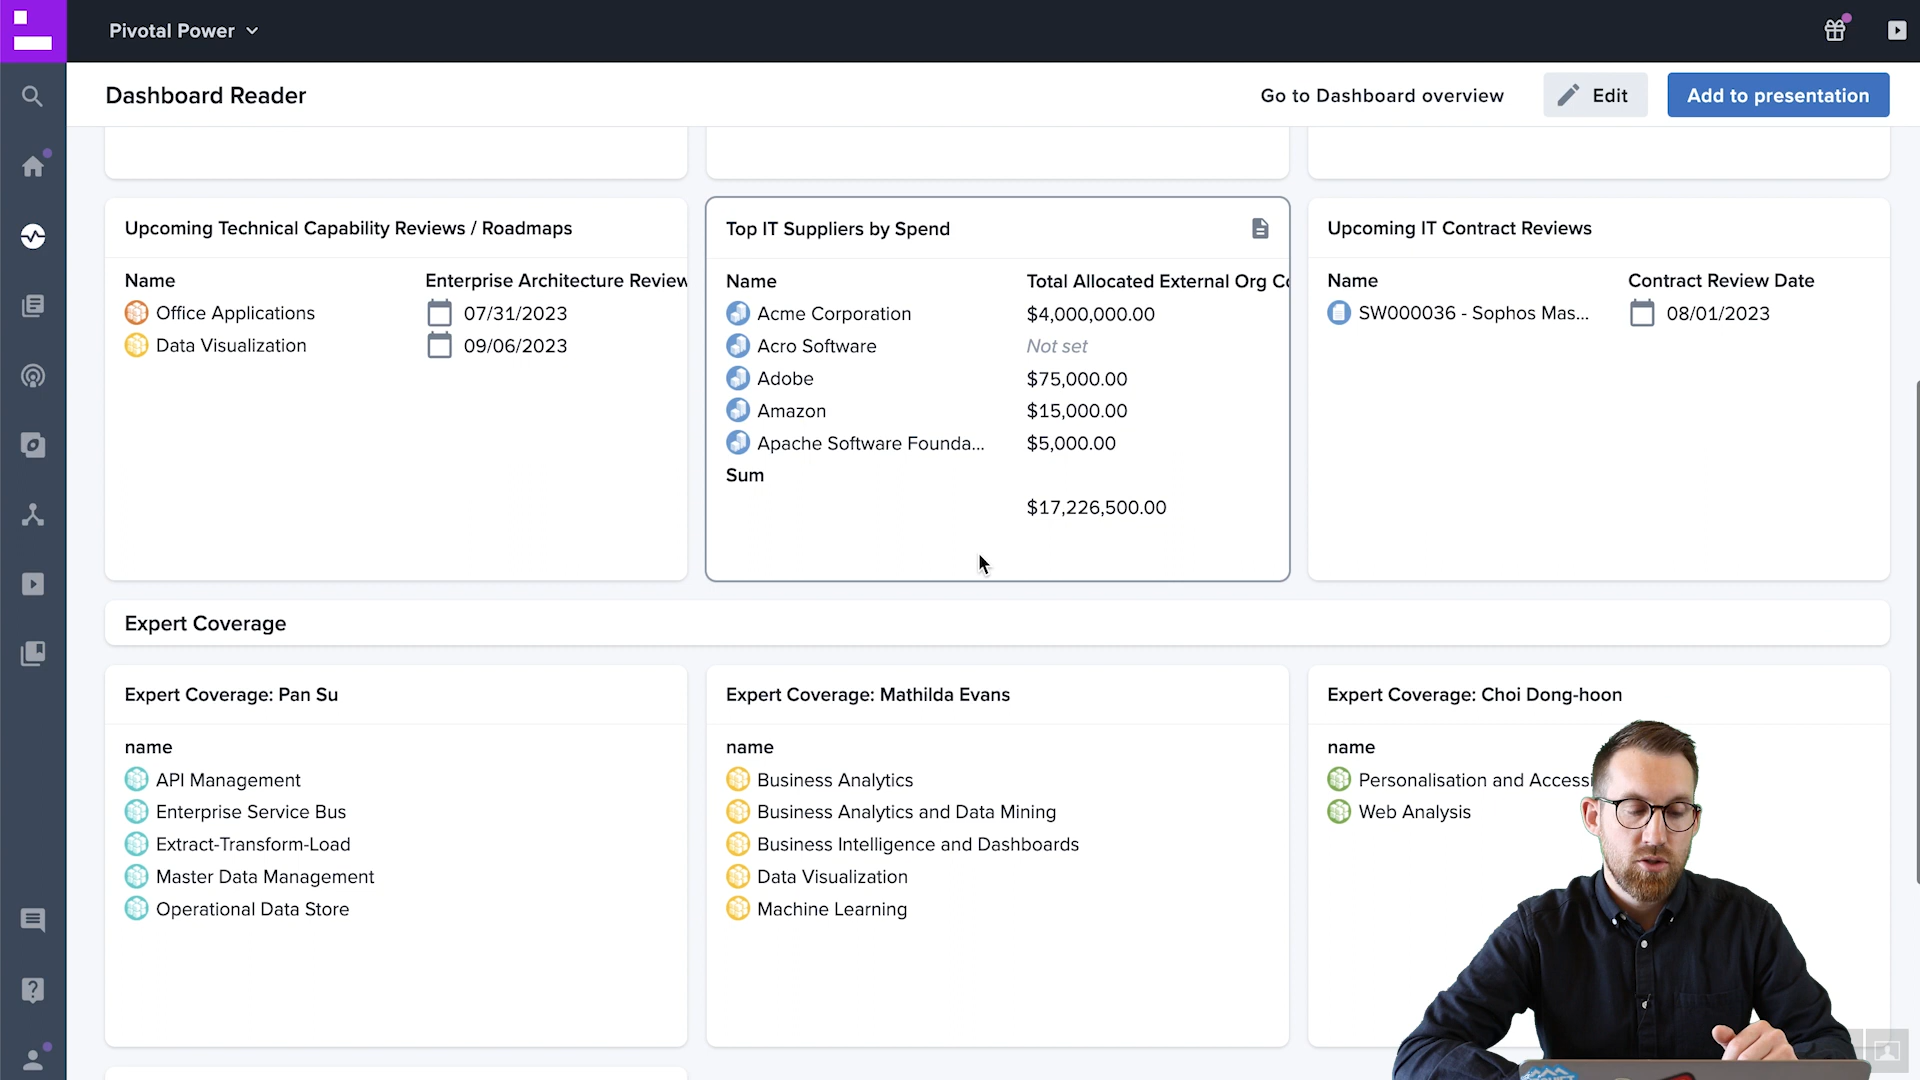 Pivotal Power
Dashboard Reader
Go to Dashboard overview
Edit
Add to presentation
Upcoming Technical Capability Reviews / Roadmaps
Name Enterprise Architecture Review
Office Applications 07/31/2023
Data Visualization 09/06/2023
Top IT Suppliers by Spend
Name Total Allocated External Org Co
Acme Corporation $4,000,000.00
Acro Software Not set
Adobe $75,000.00
Amazon $15,000.00
Apache Software Founda... $5,000.00
Sum
$17,226,500.00
Upcoming IT Contract Reviews
Name Contract Review Date
SW000036 - Sophos Mas... 08/01/2023
Expert Coverage
Expert Coverage: Pan Su
name
API Management
Enterprise Service Bus
Extract-Transform-Load
Master Data Management
Operational Data Store
Expert Coverage: Mathilda Evans
name
Business Analytics
Business Analytics and Data Mining
Business Intelligence and Dashboards
Data Visualization
Machine Learning
Expert Coverage: Choi Dong-hoon
name
Personalisation and Accessi
Web Analysis